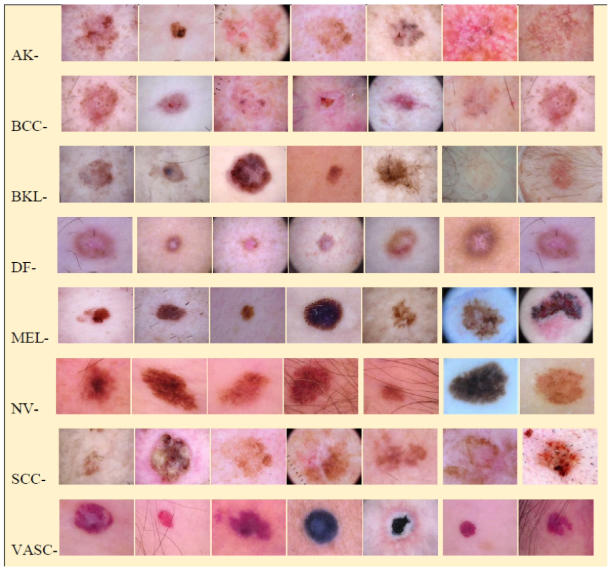 AK-
BCC-
BKL-
DF-
MEL-
NV-
SCC-
VASC-